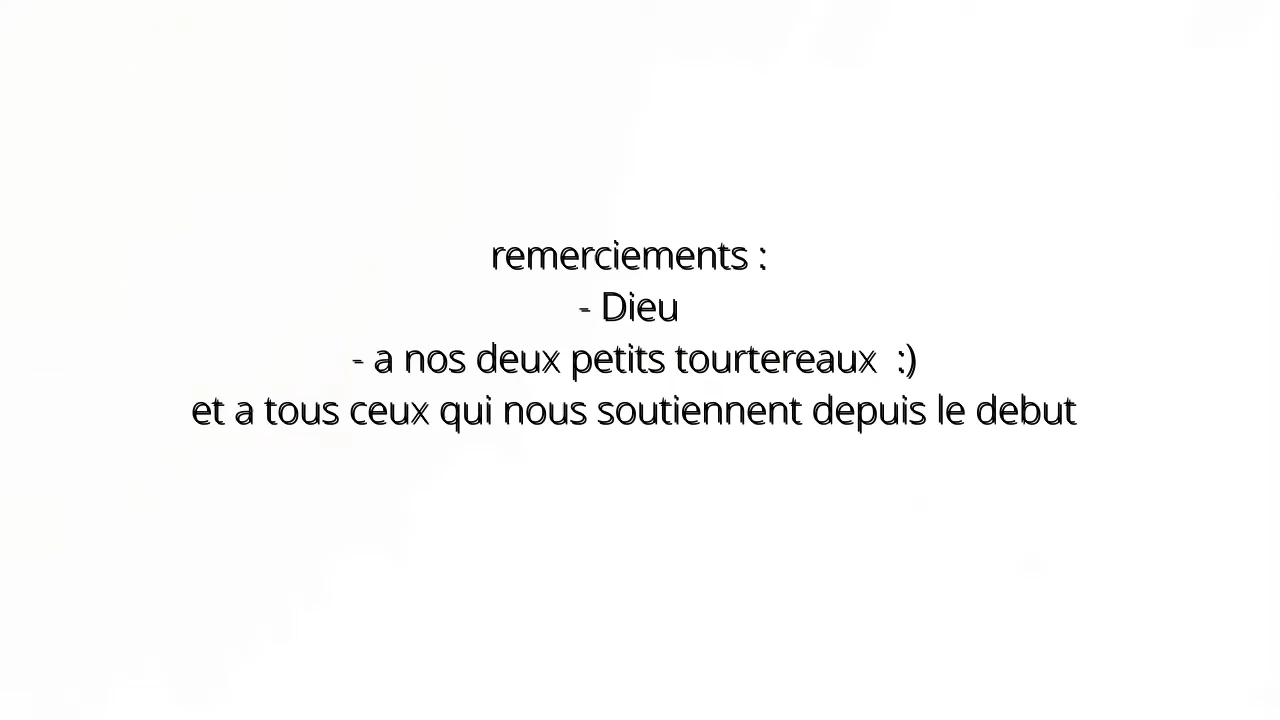 remerciements :
- Dieu
- a nos deux petits tourtereaux  :)
et a tous ceux qui nous soutiennent depuis le debut